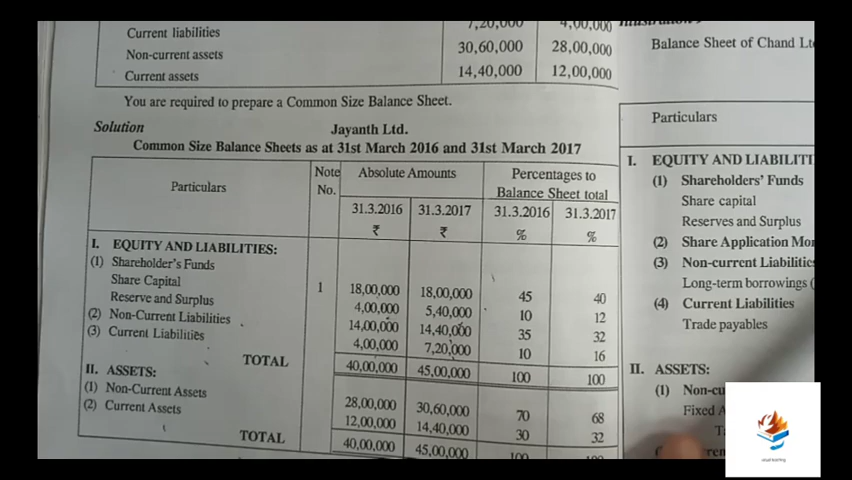 Current liabilities 7,20,000 4,00,000
Non-current assets 30,60,000 28,00,000
Current assets 14,40,000 12,00,000
You are required to prepare a Common Size Balance Sheet.
Solution Jayanth Ltd.
Common Size Balance Sheets as at 31st March 2016 and 31st March 2017
Particulars Note No. Absolute Amounts Percentages to Balance Sheet total
31.3.2016 31.3.2017 31.3.2016 31.3.2017
₹ ₹ % %
I. EQUITY AND LIABILITIES:
(1) Shareholder's Funds
Share Capital 1 18,00,000 18,00,000 45 40
Reserve and Surplus 4,00,000 5,40,000 10 12
(2) Non-Current Liabilities 14,00,000 14,40,000 35 32
(3) Current Liabilities 4,00,000 7,20,000 10 16
TOTAL 40,00,000 45,00,000 100 100
II. ASSETS:
(1) Non-Current Assets 28,00,000 30,60,000 70 68
(2) Current Assets 12,00,000 14,40,000 30 32
TOTAL 40,00,000 45,00,000 100 100
Balance Sheet of Chand Lt
Particulars
I. EQUITY AND LIABILITI
(1) Shareholders' Funds
Share capital
Reserves and Surplus
(2) Share Application Mon
(3) Non-current Liabilities
Long-term borrowings (
(4) Current Liabilities
Trade payables
II. ASSETS:
(1) Non-cu
Fixed A